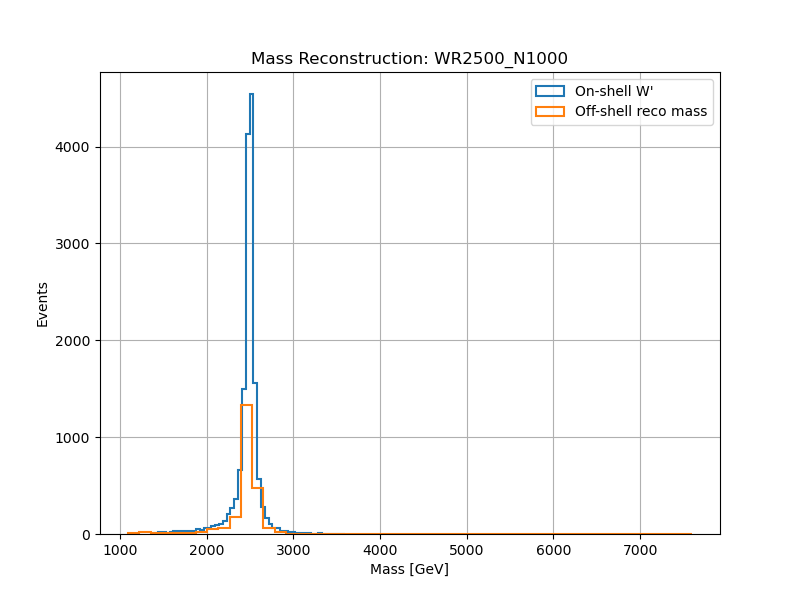 Mass Reconstruction: WR2500_N1000
On-shell W'
Off-shell reco mass
4000
3000
2000
1000
0
Events
1000 2000 3000 4000 5000 6000 7000
Mass [GeV]